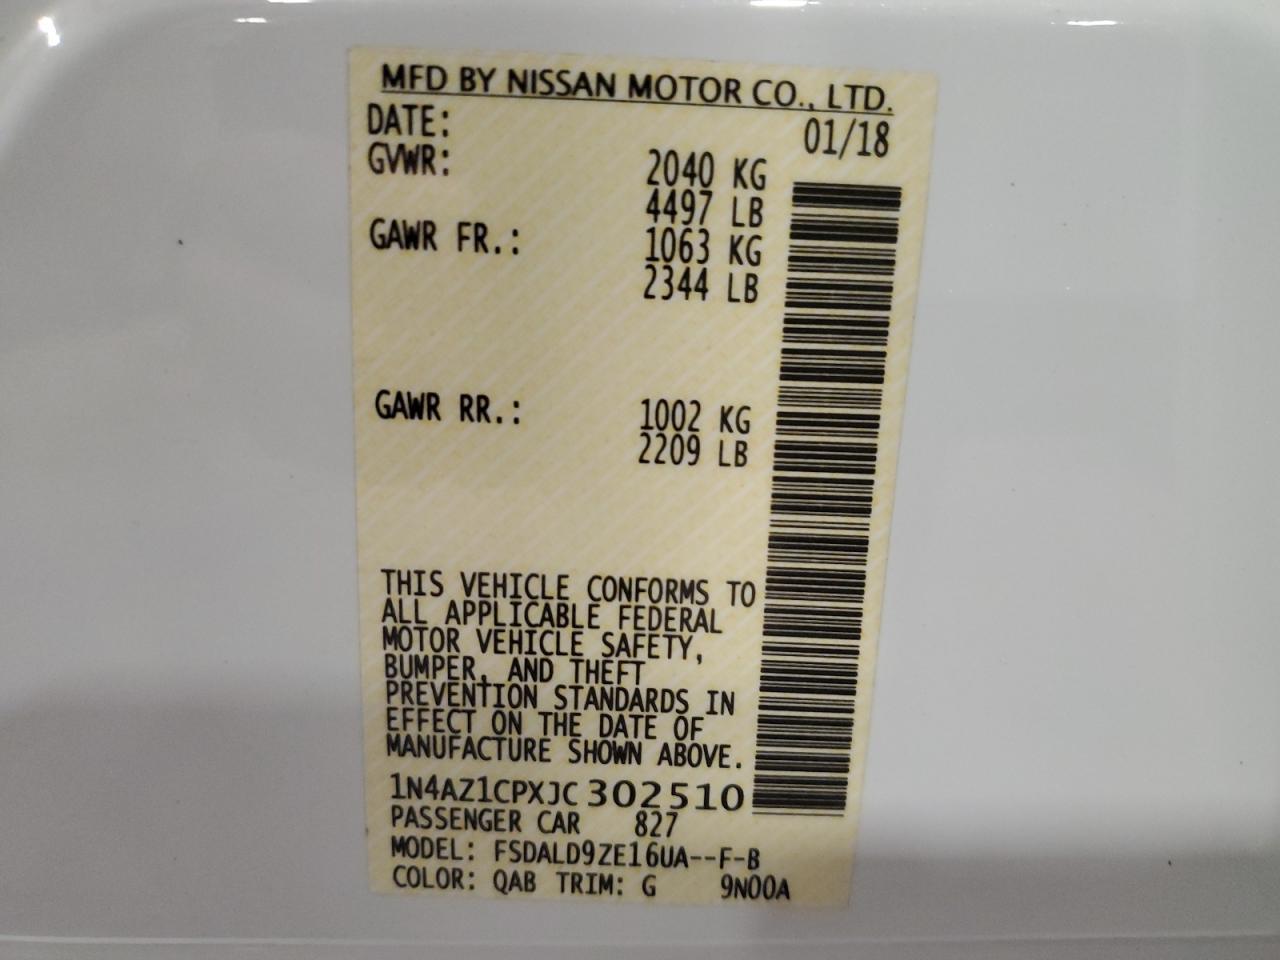 MFD BY NISSAN MOTOR CO., LTD.
DATE: 01/18
GVWR: 2040 KG
4497 LB
GAWR FR.: 1063 KG
2344 LB
GAWR RR.: 1002 KG
2209 LB
THIS VEHICLE CONFORMS TO
ALL APPLICABLE FEDERAL
MOTOR VEHICLE SAFETY,
BUMPER, AND THEFT
PREVENTION STANDARDS IN
EFFECT ON THE DATE OF
MANUFACTURE SHOWN ABOVE.
1N4AZ1CPXJC302510
PASSENGER CAR 827
MODEL: FSDALD9ZE16UA--F-B
COLOR: QAB TRIM: G 9N00A